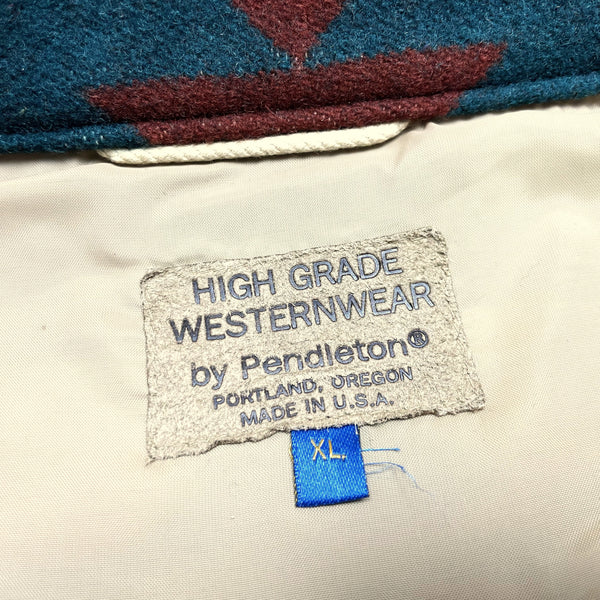 HIGH GRADE
WESTERNWEAR
by Pendleton®
PORTLAND, OREGON
MADE IN U.S.A.
XL.